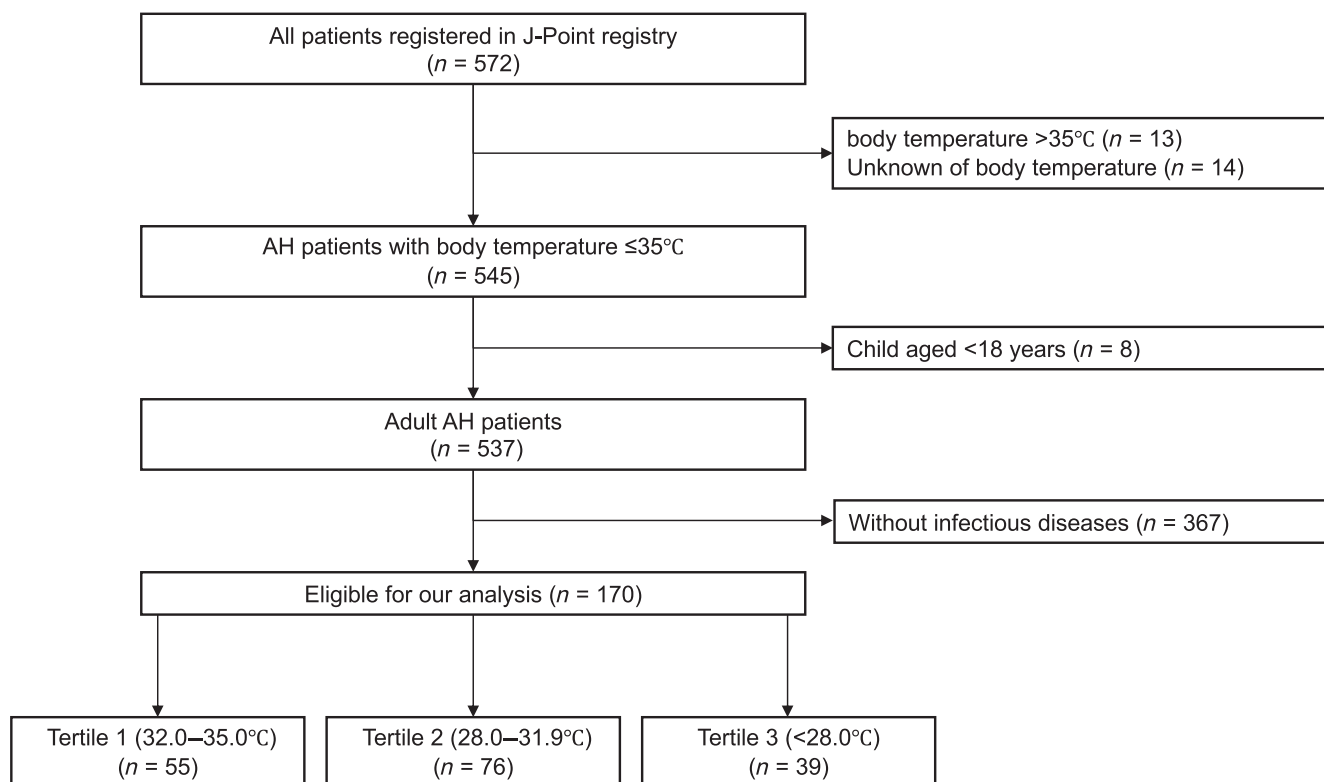 All patients registered in J-Point registry
(n = 572)
body temperature >35°C (n = 13)
Unknown of body temperature (n = 14)
AH patients with body temperature ≤35°C
(n = 545)
Child aged <18 years (n = 8)
Adult AH patients
(n = 537)
Without infectious diseases (n = 367)
Eligible for our analysis (n = 170)
Tertile 1 (32.0–35.0°C)
(n = 55)
Tertile 2 (28.0–31.9°C)
(n = 76)
Tertile 3 (<28.0°C)
(n = 39)